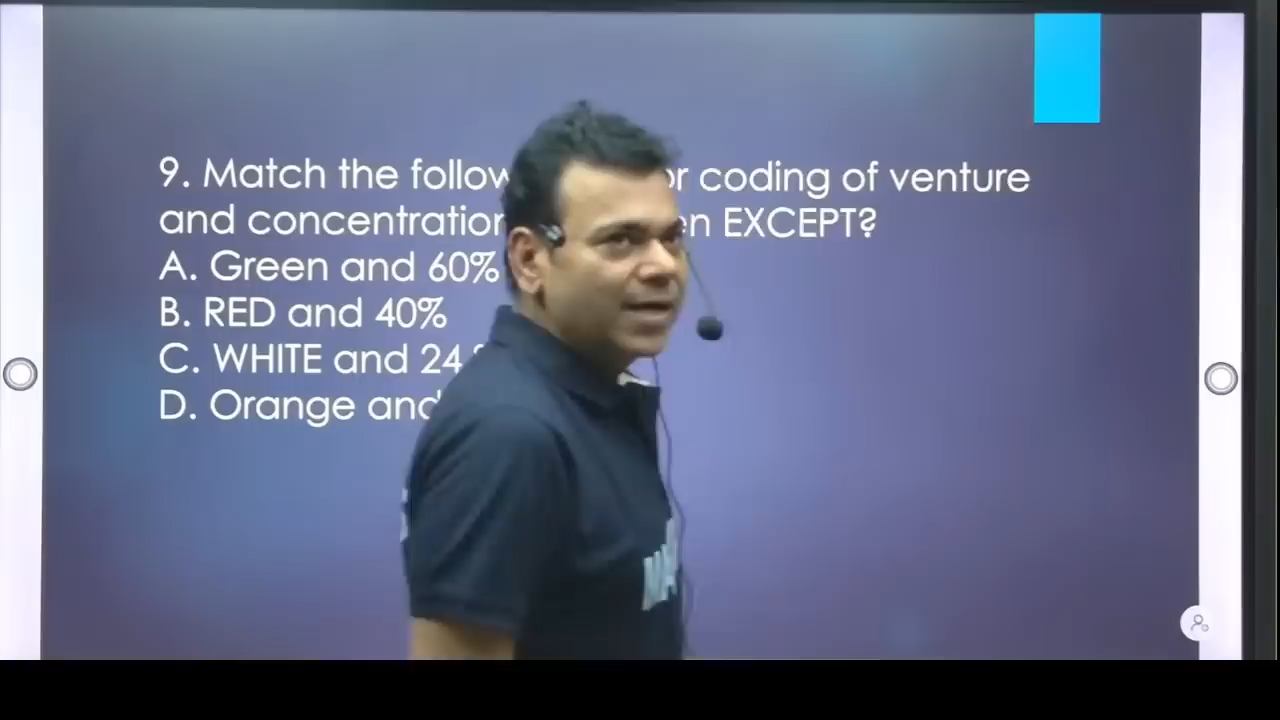 9. Match the follow or coding of venture
and concentration en EXCEPT?
A. Green and 60%
B. RED and 40%
C. WHITE and 24
D. Orange and